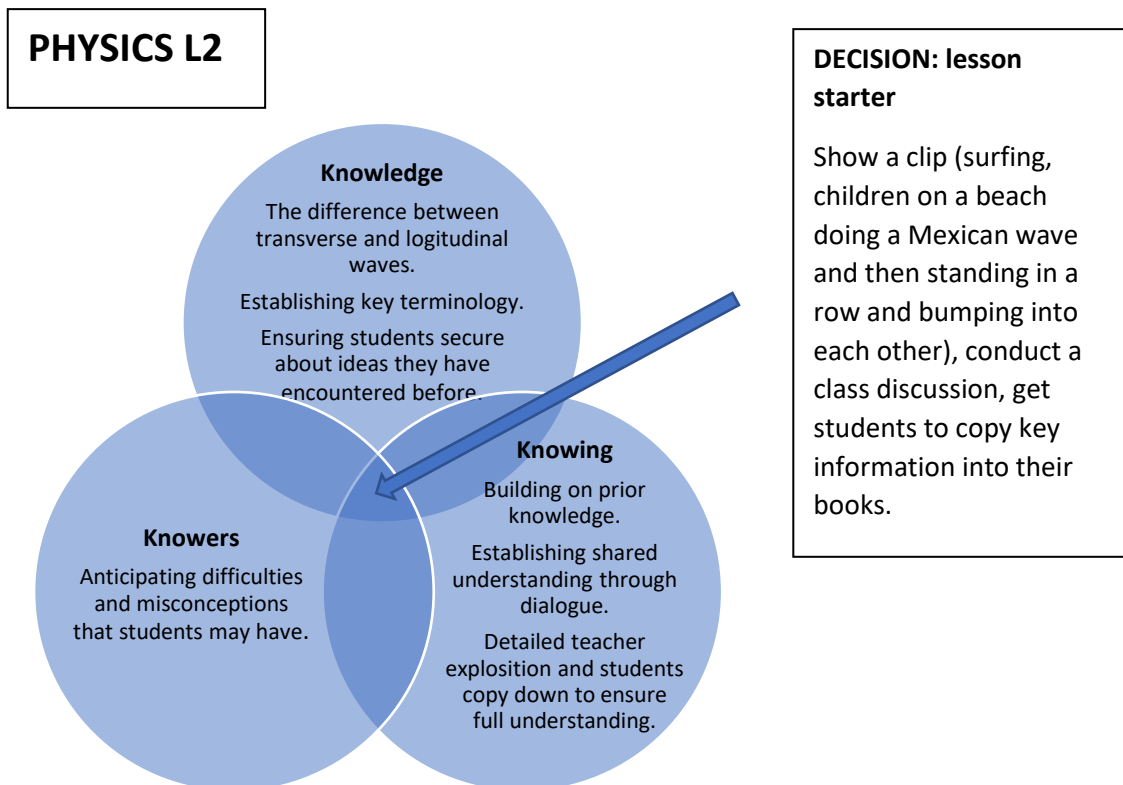 PHYSICS L2
Knowledge
The difference between
transverse and logitudinal
waves.
Establishing key terminology.
Ensuring students secure
about ideas they have
encountered before.
Knowers
Anticipating difficulties
and misconceptions
that students may have.
Knowing
Building on prior
knowledge.
Establishing shared
understanding through
dialogue.
Detailed teacher
explosition and students
copy down to ensure
full understanding.
DECISION: lesson
starter
Show a clip (surfing,
children on a beach
doing a Mexican wave
and then standing in a
row and bumping into
each other), conduct a
class discussion, get
students to copy key
information into their
books.